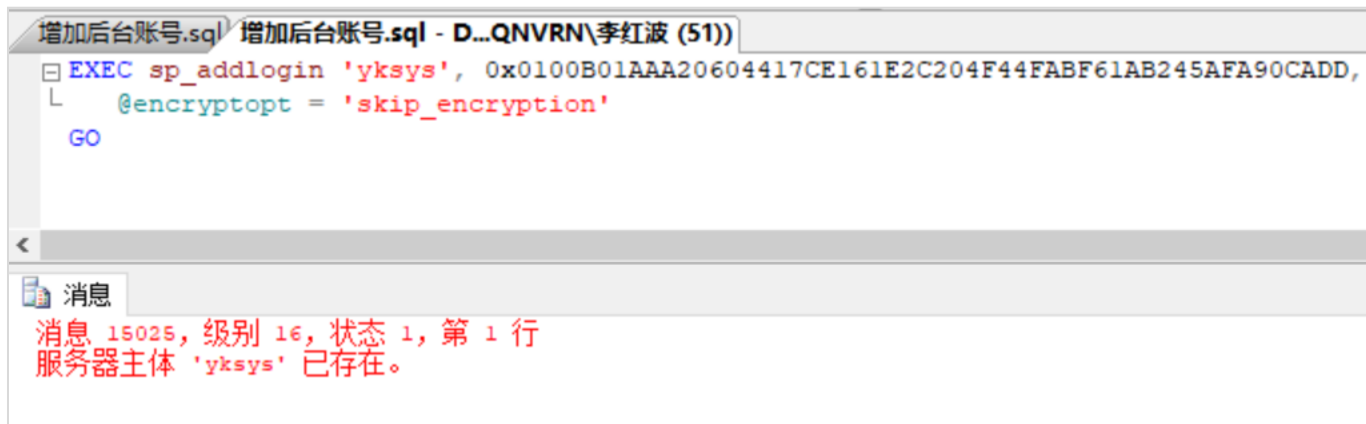 增加后台账号.sql 增加后台账号.sql - D...QNVRN\李红波 (51))
EXEC sp_addlogin 'yksys', 0x0100B01AAA20604417CE161E2C204F44FABF61AB245AFA90CADD,
@encryptopt = 'skip_encryption'
GO
消息
消息 15025，级别 16，状态 1，第 1 行
服务器主体 'yksys' 已存在。